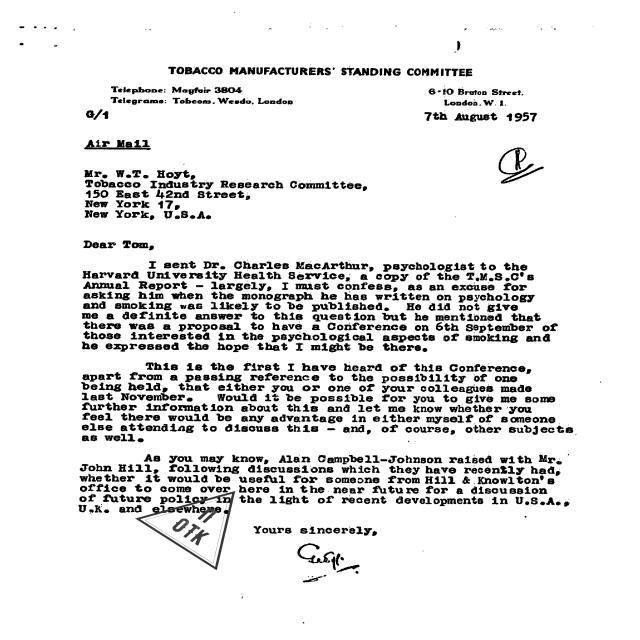 TOBACCO MANUFACTURERS' STANDING COMMITTEE
Telephone: Mayfair 3804
Telegrams: Tobcom, Wesdo, London
6-10 Bruton Street,
London, W. 1.
G/1
7th August 1957
Air Mail
R
Mr. W.T. Hoyt,
Tobacco Industry Research Committee,
150 East 42nd Street,
New York 17,
New York, U.S.A.
Dear Tom,
I sent Dr. Charles MacArthur, psychologist to the
Harvard University Health Service, a copy of the T.M.S.C's
Annual Report - largely, I must confess, as an excuse for
asking him when the monograph he has written on psychology
and smoking was likely to be published. He did not give
me a definite answer to this question but he mentioned that
there was a proposal to have a Conference on 6th September of
those interested in the psychological aspects of smoking and
he expressed the hope that I might be there.
This is the first I have heard of this Conference,
apart from a passing reference to the possibility of one
being held, that either you or one of your colleagues made
last November. Would it be possible for you to give me some
further information about this and let me know whether you
feel there would be any advantage in either myself of someone
else attending to discuss this - and, of course, other subjects
as well.
As you may know, Alan Campbell-Johnson raised with Mr.
John Hill, following discussions which they have recently had,
whether it would be useful for someone from Hill & Knowlton's
office to come over here in the near future for a discussion
of future policy in the light of recent developments in U.S.A.,
U.K. and elsewhere.
11
OTK
Yours sincerely,